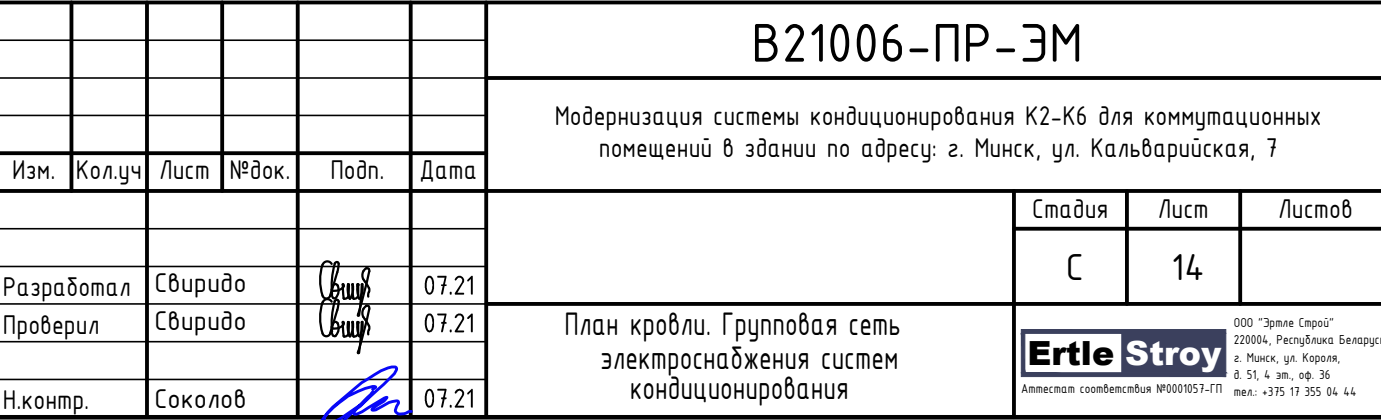 В21006-ПР-ЭМ
Модернизация системы кондиционирования К2-К6 для коммутационных
помещений в здании по адресу: г. Минск, ул. Кальварийская, 7
Изм. Кол.уч Лист №док. Подп. Дата
Стадия Лист Листов
С 14
Разработал Свиридо 07.21
Проверил Свиридо 07.21
Н.контр. Соколов 07.21
План кровли. Групповая сеть
электроснабжения систем
кондиционирования
Ertle Stroy
Аттестат соответствия №0001057-ГП
ООО "Эртле Строй"
220004, Республика Беларусь
г. Минск, ул. Короля,
д. 51, 4 эт., оф. 36
тел.: +375 17 355 04 44